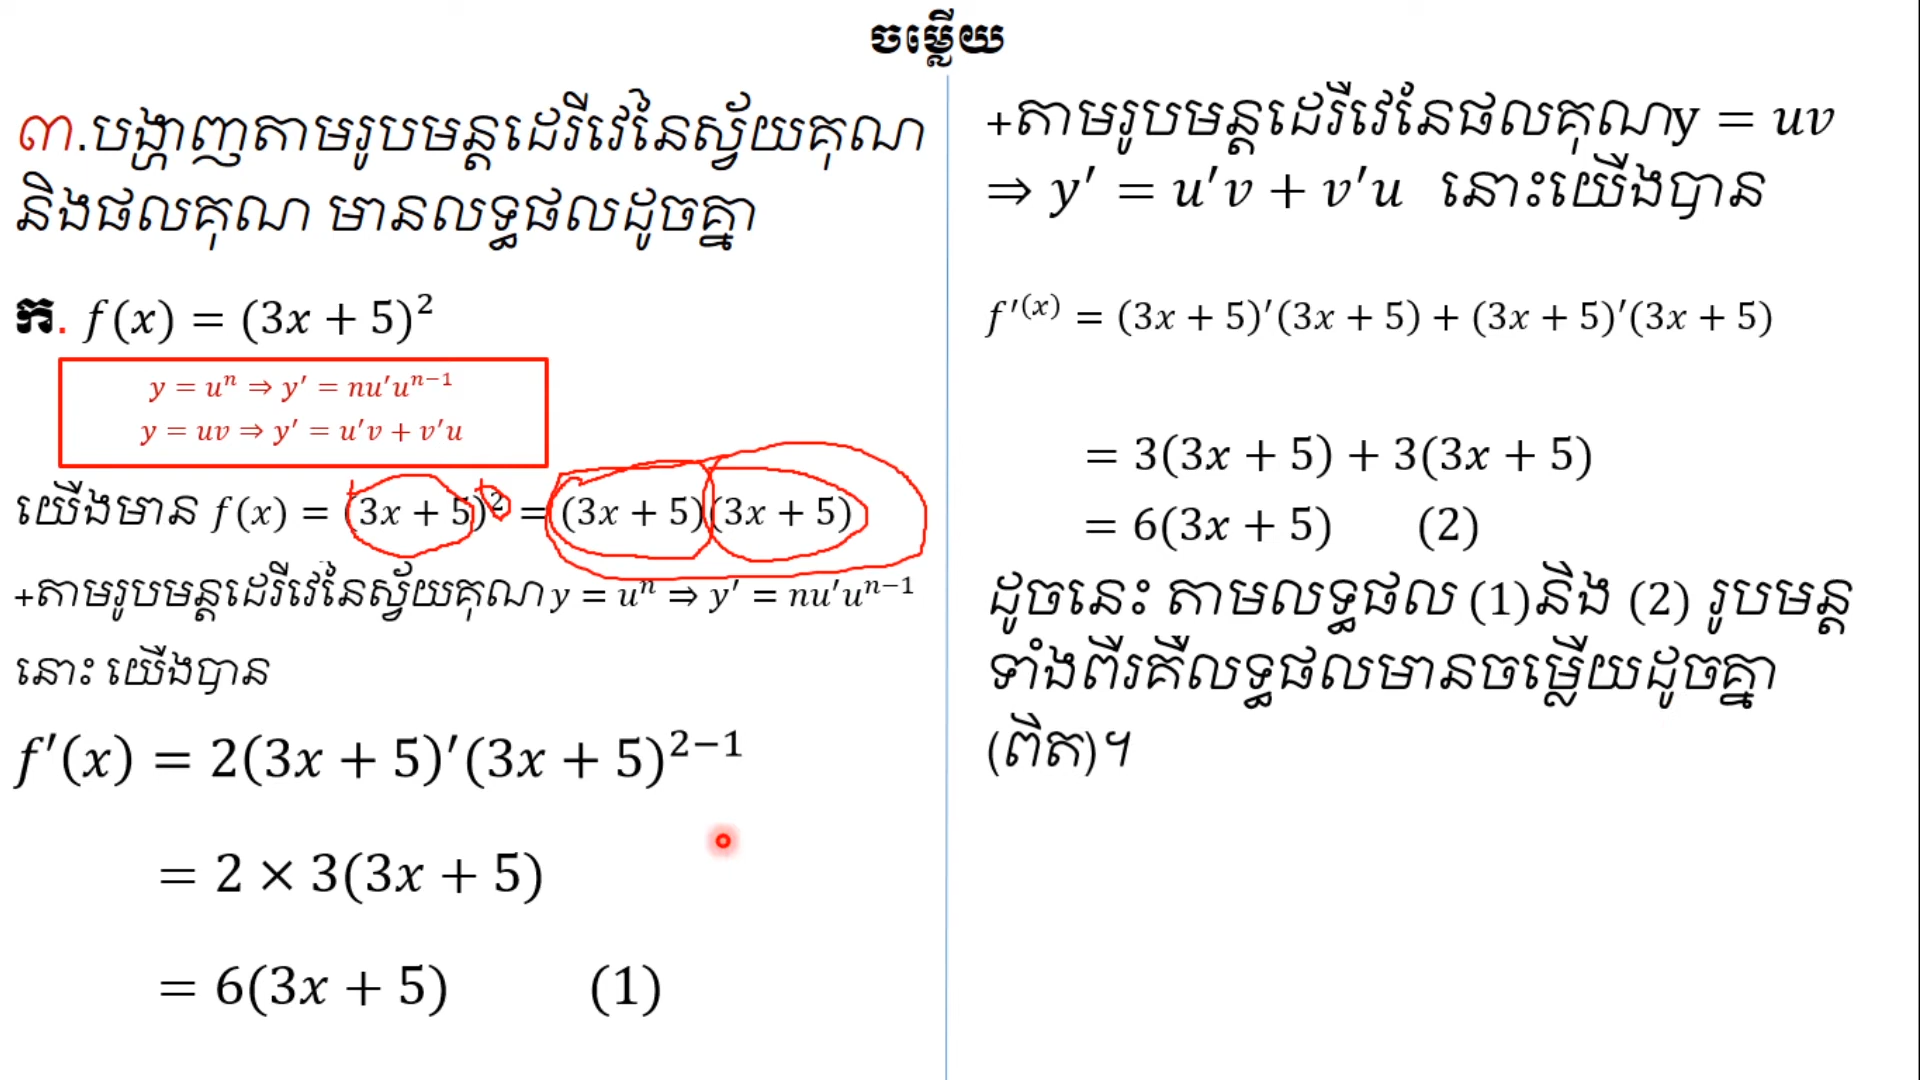 ចម្លើយ
៣.បង្ហាញតាមរូបមន្តដេរីវេនៃស្វ័យគុណ
និងផលគុណ មានលទ្ធផលដូចគ្នា
ក. f(x) = (3x + 5)²
y = uⁿ ⇒ y′ = nu′uⁿ⁻¹
y = uv ⇒ y′ = u′v + v′u
យើងមាន f(x) = (3x + 5)² = (3x + 5)(3x + 5)
+តាមរូបមន្តដេរីវេនៃស្វ័យគុណ y = uⁿ ⇒ y′ = nu′uⁿ⁻¹
នោះ យើងបាន
f′(x) = 2(3x + 5)′(3x + 5)²⁻¹
= 2 × 3(3x + 5)
= 6(3x + 5) (1)
+តាមរូបមន្តដេរីវេនៃផលគុណy = uv
⇒ y′ = u′v + v′u នោះយើងបាន
f′⁽ˣ⁾ = (3x + 5)′(3x + 5) + (3x + 5)′(3x + 5)
= 3(3x + 5) + 3(3x + 5)
= 6(3x + 5) (2)
ដូចនេះ តាមលទ្ធផល (1)និង (2) រូបមន្ត
ទាំងពីរគឺលទ្ធផលមានចម្លើយដូចគ្នា
(ពិត)។